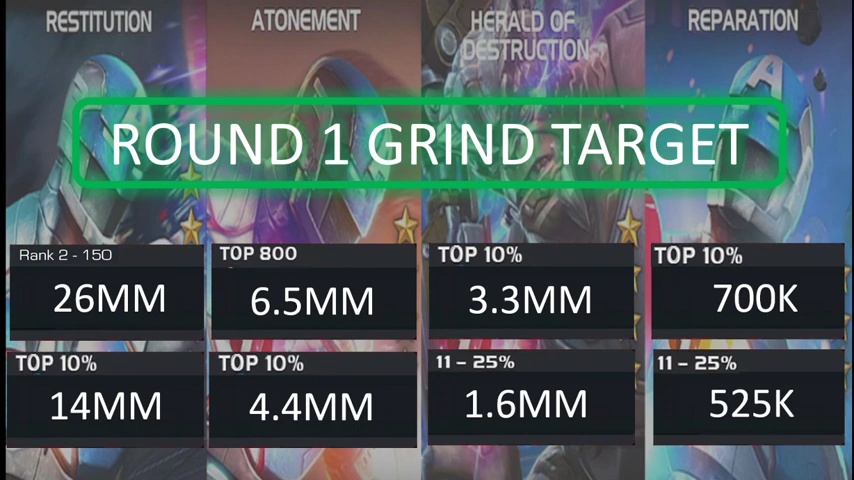 RESTITUTION
ATONEMENT
HERALD OF
DESTRUCTION
REPARATION
ROUND 1 GRIND TARGET
Rank 2 - 150
TOP 800
TOP 10%
TOP 10%
26MM
6.5MM
3.3MM
700K
TOP 10%
TOP 10%
11 – 25%
11 – 25%
14MM
4.4MM
1.6MM
525K
A